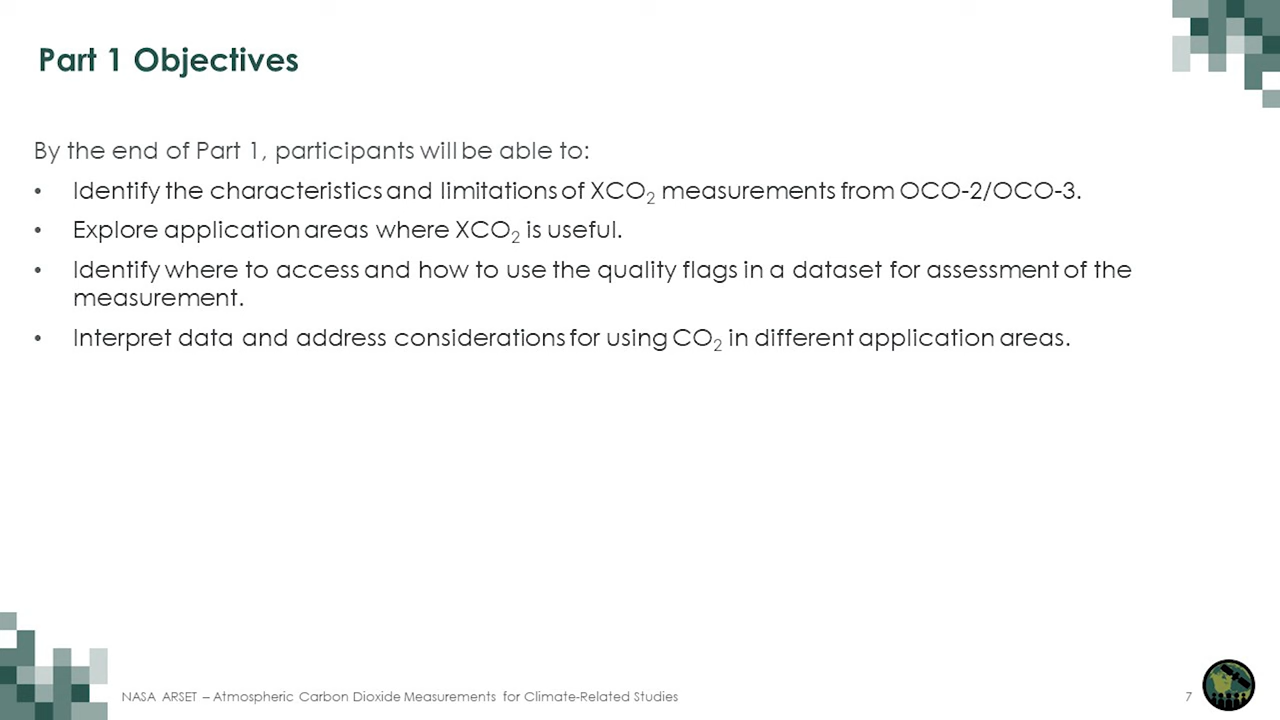 Part 1 Objectives
By the end of Part 1, participants will be able to:
• Identify the characteristics and limitations of XCO₂ measurements from OCO-2/OCO-3.
• Explore application areas where XCO₂ is useful.
• Identify where to access and how to use the quality flags in a dataset for assessment of the
measurement.
• Interpret data and address considerations for using CO₂ in different application areas.
NASA ARSET – Atmospheric Carbon Dioxide Measurements for Climate-Related Studies
7